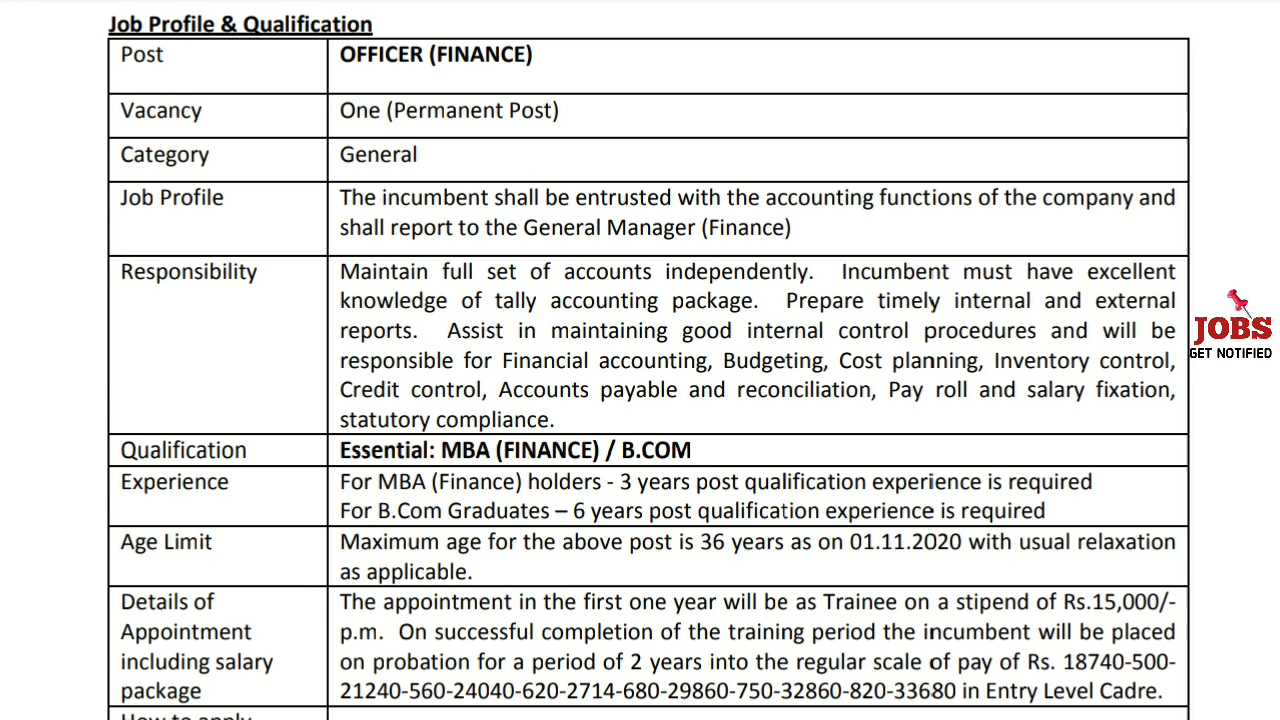 Job Profile & Qualification
Post
OFFICER (FINANCE)
Vacancy
One (Permanent Post)
Category
General
Job Profile
The incumbent shall be entrusted with the accounting functions of the company and
shall report to the General Manager (Finance)
Responsibility
Maintain full set of accounts independently. Incumbent must have excellent
knowledge of tally accounting package. Prepare timely internal and external
reports. Assist in maintaining good internal control procedures and will be
responsible for Financial accounting, Budgeting, Cost planning, Inventory control,
Credit control, Accounts payable and reconciliation, Pay roll and salary fixation,
statutory compliance.
Qualification
Essential: MBA (FINANCE) / B.COM
Experience
For MBA (Finance) holders - 3 years post qualification experience is required
For B.Com Graduates – 6 years post qualification experience is required
Age Limit
Maximum age for the above post is 36 years as on 01.11.2020 with usual relaxation
as applicable.
Details of
Appointment
including salary
package
The appointment in the first one year will be as Trainee on a stipend of Rs.15,000/-
p.m. On successful completion of the training period the incumbent will be placed
on probation for a period of 2 years into the regular scale of pay of Rs. 18740-500-
21240-560-24040-620-2714-680-29860-750-32860-820-33680 in Entry Level Cadre.
How to apply
JOBS
GET NOTIFIED